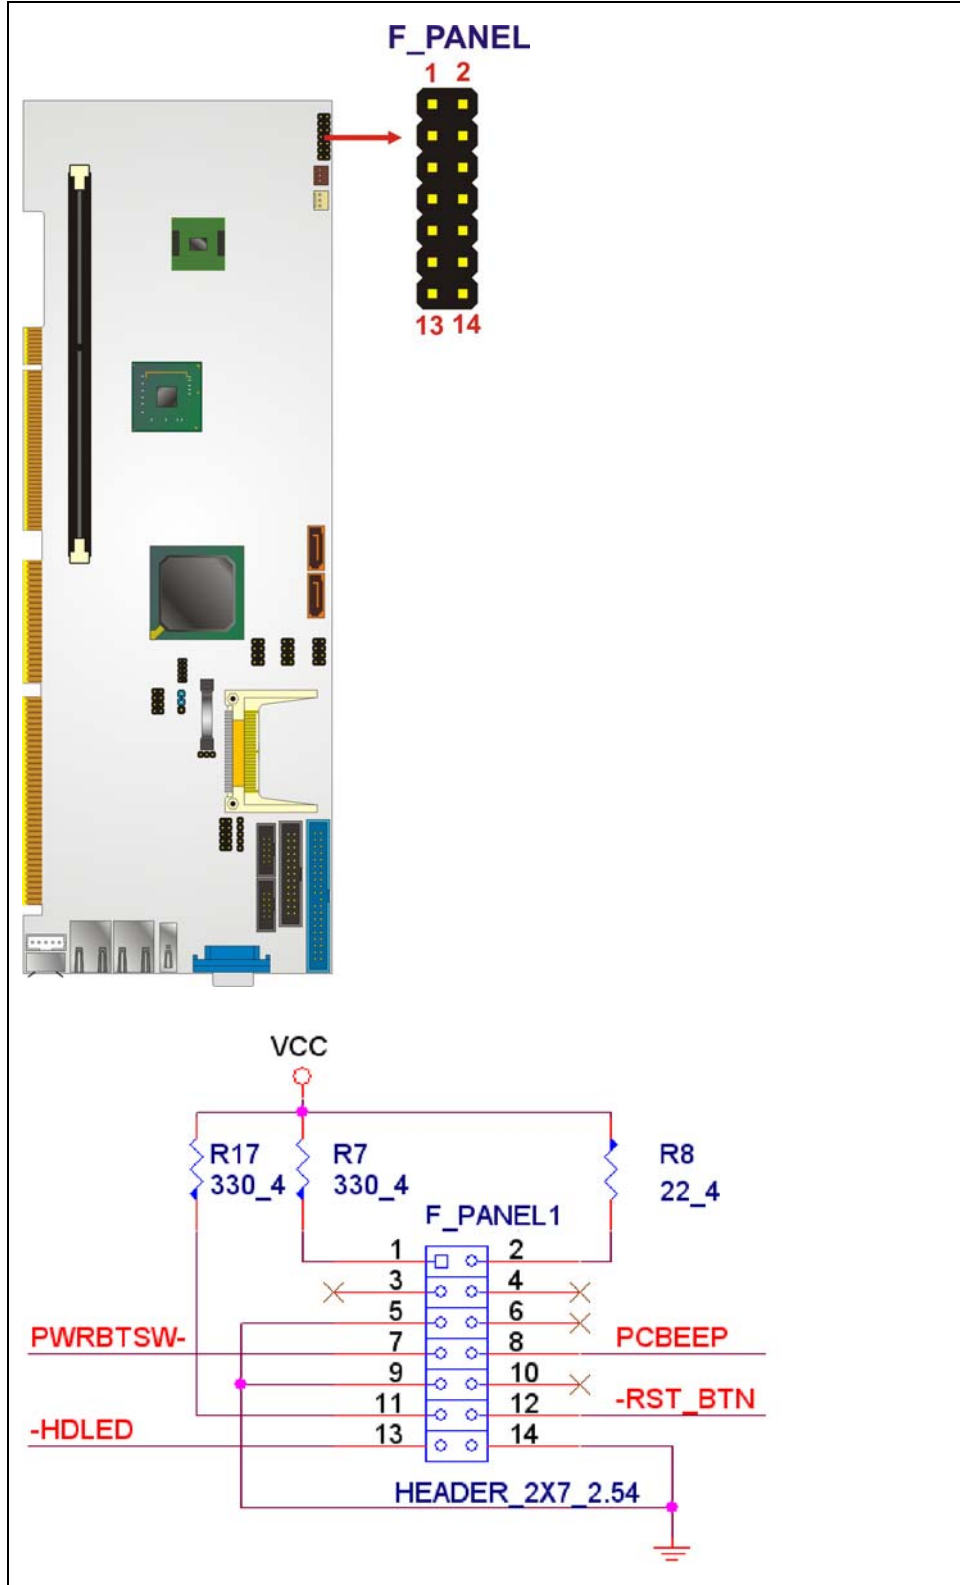 F_PANEL
1 2
13 14
VCC
R17
330_4
R7
330_4
R8
22_4
F_PANEL1
1 2
3 4
5 6
PWRBTSW-
7 8
PCBEEP
9 10
-RST_BTN
11 12
-HDLED
13 14
HEADER_2X7_2.54